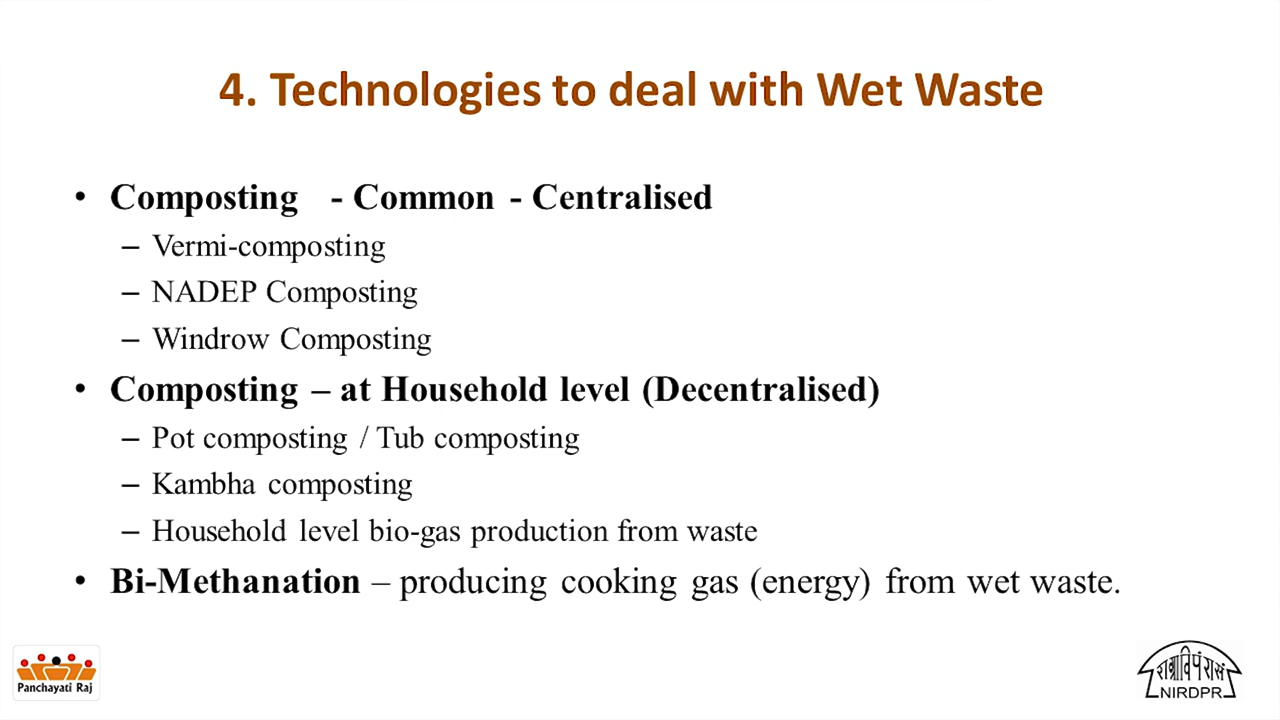 4. Technologies to deal with Wet Waste
• Composting - Common - Centralised
– Vermi-composting
– NADEP Composting
– Windrow Composting
• Composting – at Household level (Decentralised)
– Pot composting / Tub composting
– Kambha composting
– Household level bio-gas production from waste
• Bi-Methanation – producing cooking gas (energy) from wet waste.
Panchayati Raj
राग्राविपंरासं
NIRDPR